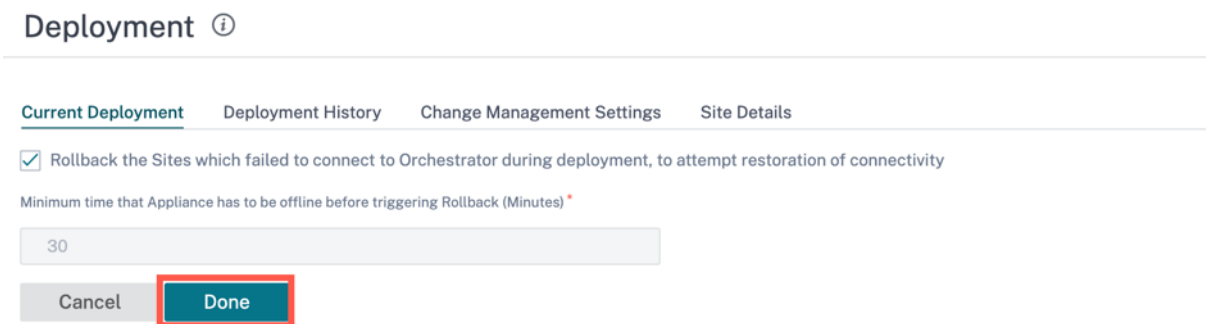 Deployment
Current Deployment Deployment History Change Management Settings Site Details
Rollback the Sites which failed to connect to Orchestrator during deployment, to attempt restoration of connectivity
Minimum time that Appliance has to be offline before triggering Rollback (Minutes) *
30
Cancel Done